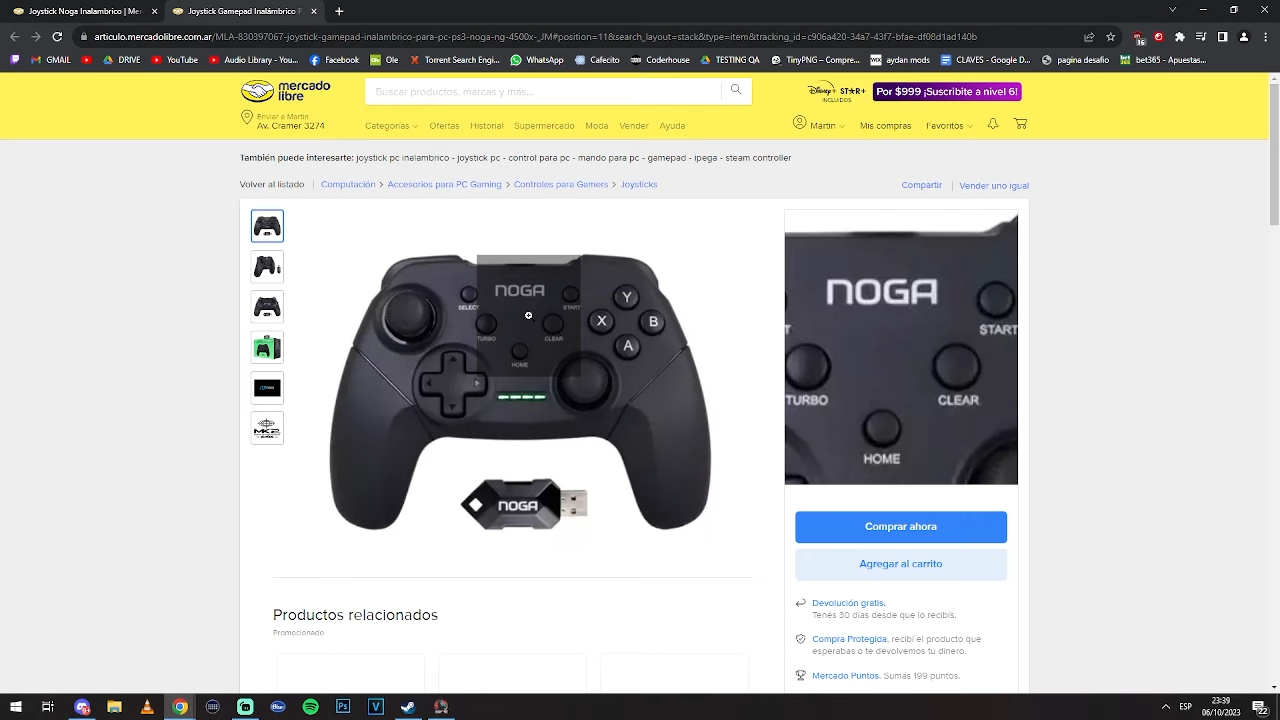 Joystick Noga Inalámbrico | Mer
Joystick Gamepad Inalámbrico P
articulo.mercadolibre.com.ar/MLA-830397067-joystick-gamepad-inalambrico-para-pc-ps3-noga-ng-4500x-_JM#position=11&search_layout=stack&type=item&tracking_id=c906a420-34a7-43f7-bfae-df08d1ad140b
16
GMAIL
DRIVE
YouTube
AudioLibrary - You...
Facebook
Ole
Torrent Search Engi...
WhatsApp
Cafecito
Coderhouse
TESTING QA
TinyPNG - Compre...
aydan mods
CLAVES - Google D...
pagina pablo
bet365 - Apuestas...
mercado libre
Buscar productos, marcas y más...
Disney+ STAR+ INCLUIDOS
Por $999 ¡Suscribite a nivel 6!
Enviar a Martin
Av. Cramer 3274
Categorías Ofertas Historial Supermercado Moda Vender Ayuda
Martin Mis compras Favoritos
También puede interesarte: joystick pc inalambrico - joystick pc - control para pc - mando para pc - gamepad - ipega - steam controller
Volver al listado | Computación > Accesorios para PC Gaming > Controles para Gamers > Joysticks
Compartir | Vender uno igual
NOGA
SELECT
START
TURBO
CLEAR
HOME
Y
X
B
A
NOGA
NOGA
START
TURBO
CLEAR
HOME
Comprar ahora
Agregar al carrito
Devolución gratis.
Tenés 30 días desde que lo recibís.
Compra Protegida, recibí el producto que
esperabas o te devolvemos tu dinero.
Mercado Puntos. Sumás 199 puntos.
Productos relacionados
Promocionado
ESP
23:39
06/10/2023